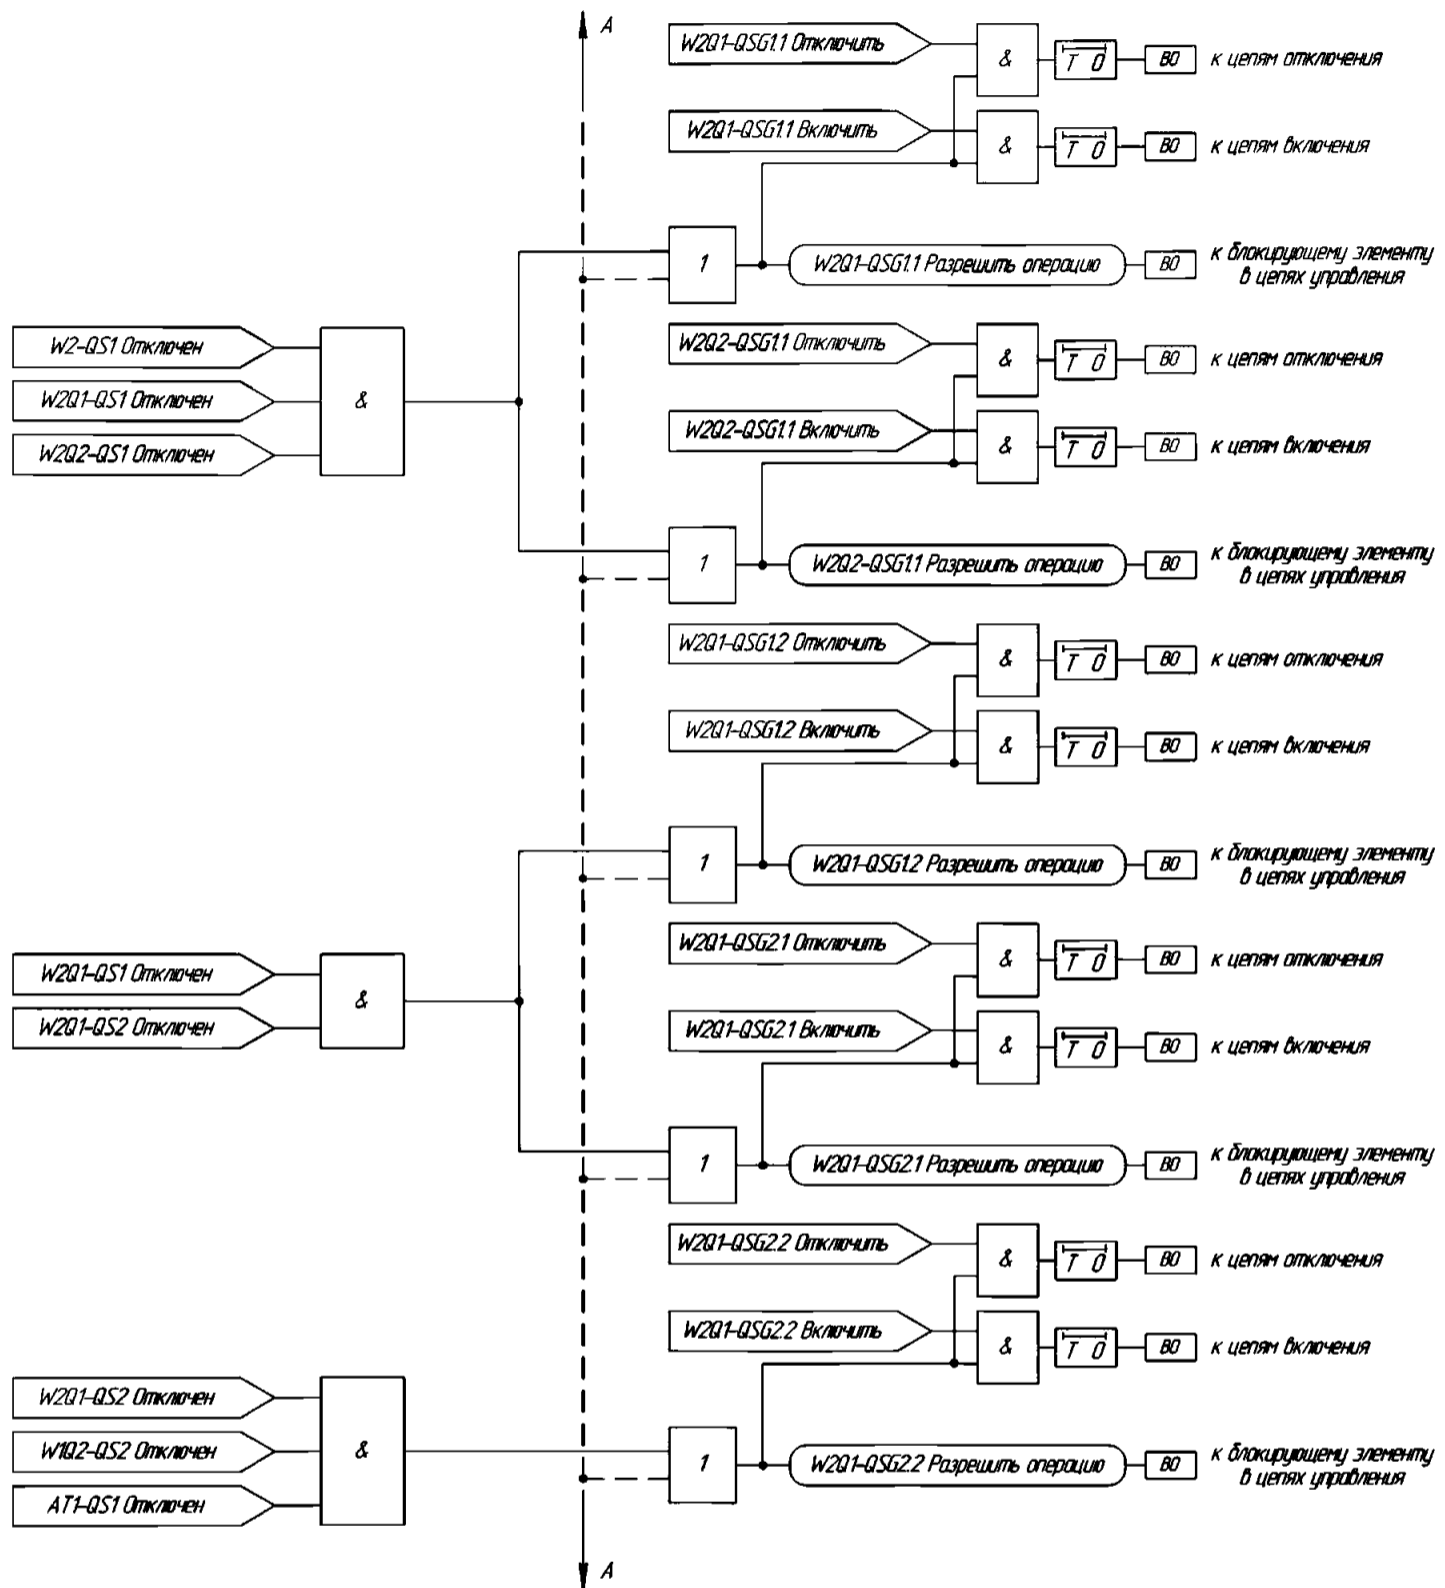 А
W2Q1-QSG1.1 Отключить
&
T 0
ВО
к цепям отключения
W2Q1-QSG1.1 Включить
&
T 0
ВО
к цепям включения
1
W2Q1-QSG1.1 Разрешить операцию
ВО
к блокирующему элементу
в цепях управления
W2-QS1 Отключен
W2Q1-QS1 Отключен
W2Q2-QS1 Отключен
&
W2Q2-QSG1.1 Отключить
&
T 0
ВО
к цепям отключения
W2Q2-QSG1.1 Включить
&
T 0
ВО
к цепям включения
1
W2Q2-QSG1.1 Разрешить операцию
ВО
к блокирующему элементу
в цепях управления
W2Q1-QSG1.2 Отключить
&
T 0
ВО
к цепям отключения
W2Q1-QSG1.2 Включить
&
T 0
ВО
к цепям включения
1
W2Q1-QSG1.2 Разрешить операцию
ВО
к блокирующему элементу
в цепях управления
W2Q1-QS1 Отключен
W2Q1-QS2 Отключен
&
W2Q1-QSG2.1 Отключить
&
T 0
ВО
к цепям отключения
W2Q1-QSG2.1 Включить
&
T 0
ВО
к цепям включения
1
W2Q1-QSG2.1 Разрешить операцию
ВО
к блокирующему элементу
в цепях управления
W2Q1-QSG2.2 Отключить
&
T 0
ВО
к цепям отключения
W2Q1-QSG2.2 Включить
&
T 0
ВО
к цепям включения
W2Q1-QS2 Отключен
W1Q2-QS2 Отключен
AT1-QS1 Отключен
&
1
W2Q1-QSG2.2 Разрешить операцию
ВО
к блокирующему элементу
в цепях управления
А